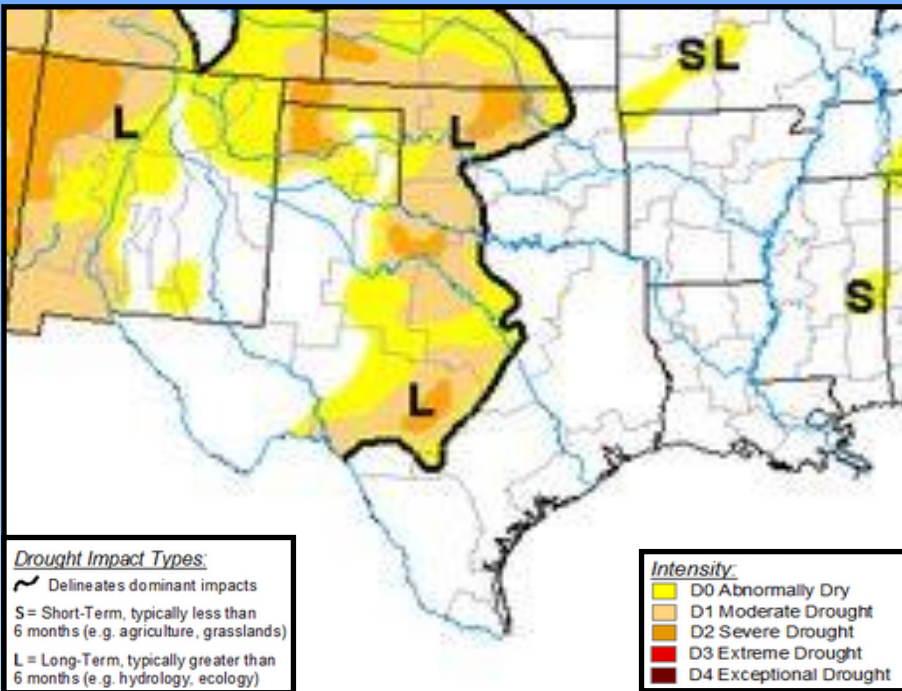 SL
L
L
S
L
Drought Impact Types:
Delineates dominant impacts
S = Short-Term, typically less than
6 months (e.g. agriculture, grasslands)
L = Long-Term, typically greater than
6 months (e.g. hydrology, ecology)
Intensity:
D0 Abnormally Dry
D1 Moderate Drought
D2 Severe Drought
D3 Extreme Drought
D4 Exceptional Drought